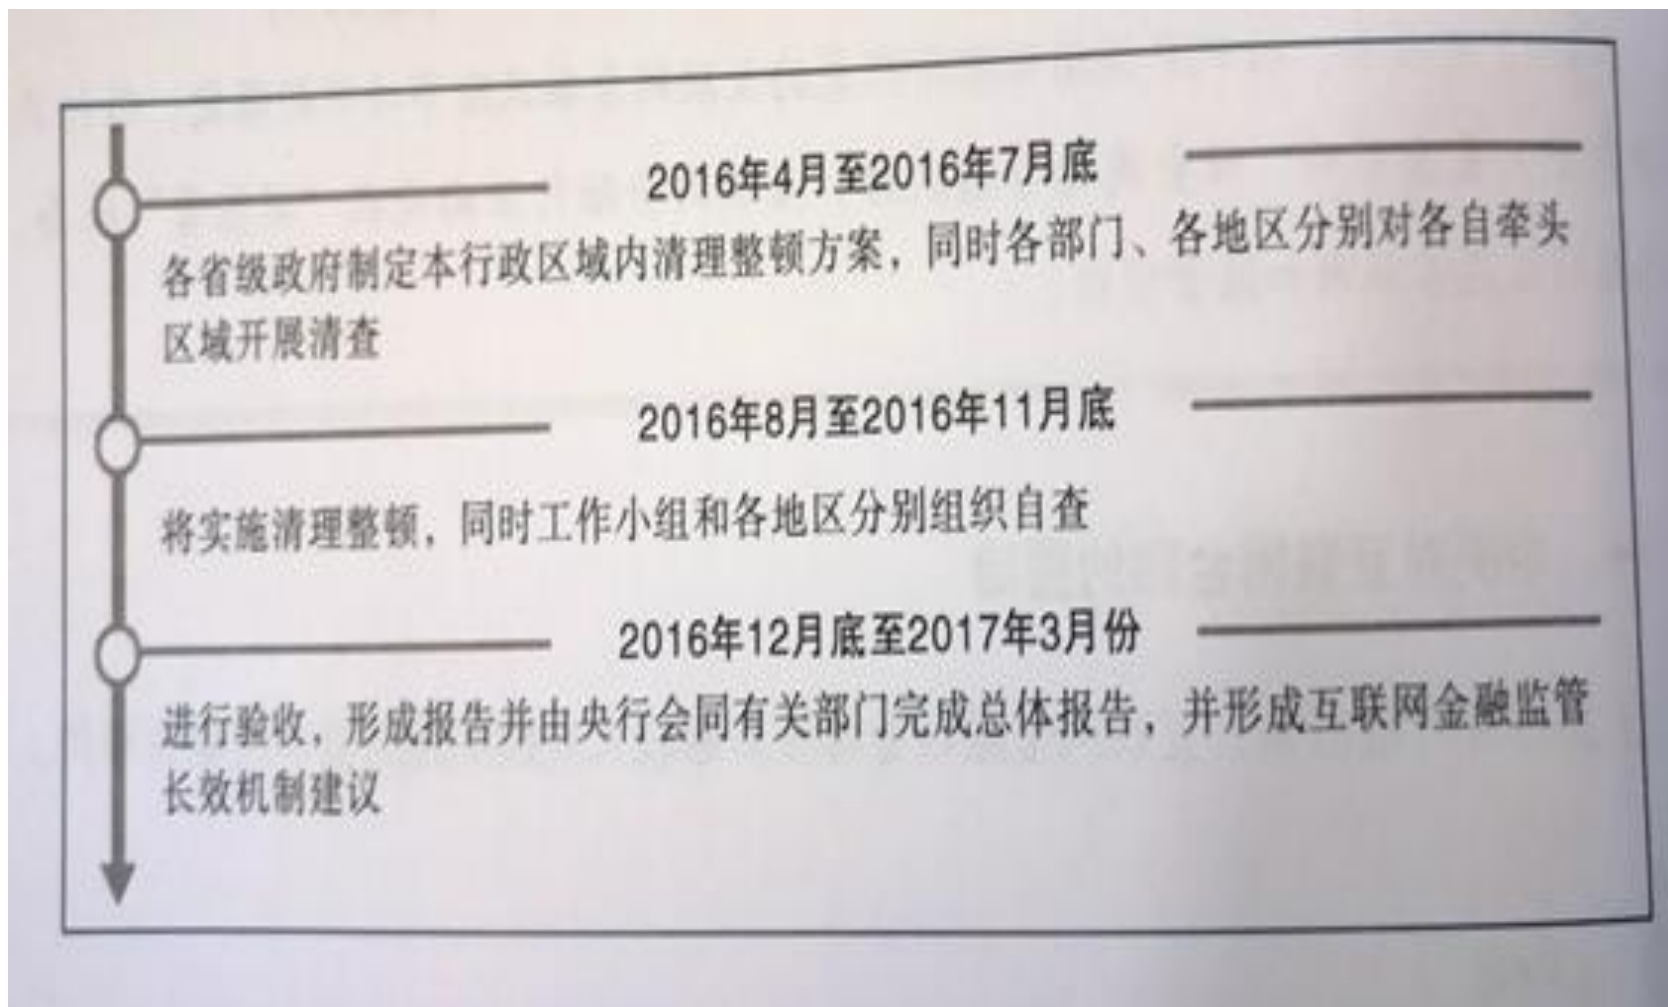 2016年4月至2016年7月底
各省级政府制定本行政区域内清理整顿方案，同时各部门、各地区分别对各自牵头
区域开展清查
2016年8月至2016年11月底
将实施清理整顿，同时工作小组和各地区分别组织自查
2016年12月底至2017年3月份
进行验收，形成报告并由央行会同有关部门完成总体报告，并形成互联网金融监管
长效机制建议